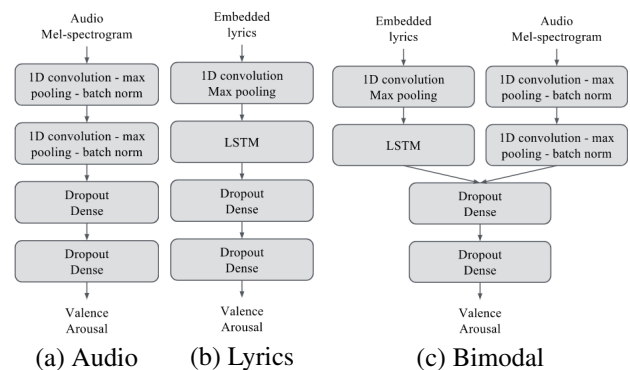 Audio
Mel-spectrogram
1D convolution - max
pooling - batch norm
1D convolution - max
pooling - batch norm
Dropout
Dense
Dropout
Dense
Valence
Arousal
(a) Audio
Embedded
lyrics
1D convolution
Max pooling
LSTM
Dropout
Dense
Dropout
Dense
Valence
Arousal
(b) Lyrics
Embedded
lyrics
1D convolution
Max pooling
LSTM
Audio
Mel-spectrogram
1D convolution - max
pooling - batch norm
1D convolution - max
pooling - batch norm
Dropout
Dense
Dropout
Dense
Valence
Arousal
(c) Bimodal